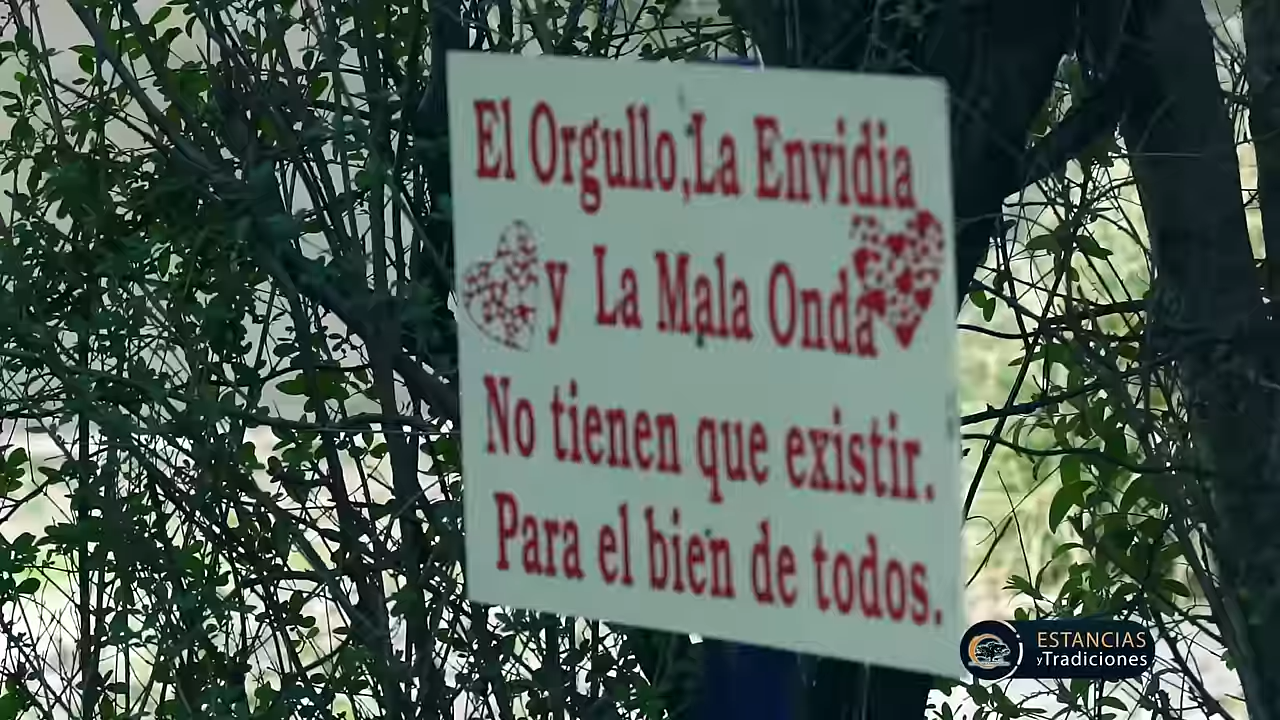 El Orgullo,La Envidia
y La Mala Onda
No tienen que existir.
Para el bien de todos.
ESTANCIAS
yTradiciones